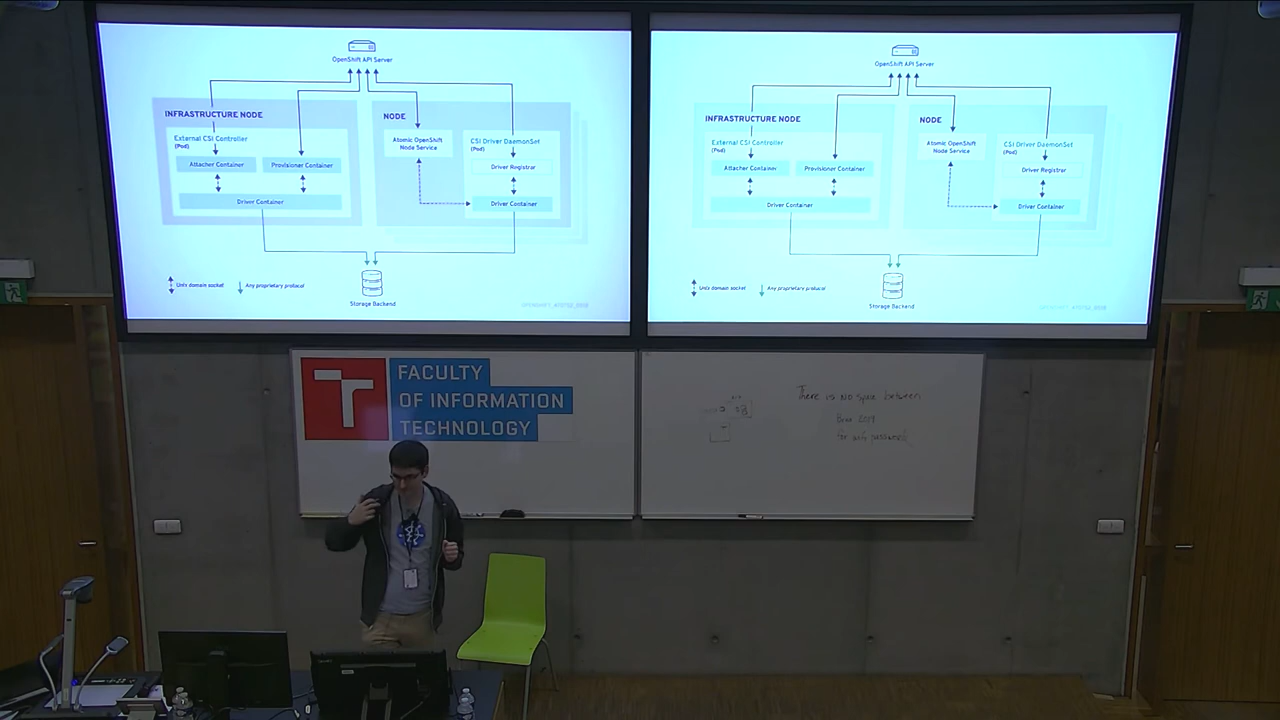 OpenShift API Server
INFRASTRUCTURE NODE
External CSI Controller
(Pod)
Attacher Container
Provisioner Container
Driver Container
NODE
Atomic OpenShift
Node Service
CSI Driver DaemonSet
(Pod)
Driver Registrar
Driver Container
Unix domain socket
Any proprietary protocol
Storage Backend
OpenShift API Server
INFRASTRUCTURE NODE
External CSI Controller
(Pod)
Attacher Container
Provisioner Container
Driver Container
NODE
Atomic OpenShift
Node Service
CSI Driver DaemonSet
(Pod)
Driver Registrar
Driver Container
Unix domain socket
Any proprietary protocol
Storage Backend
T
FACULTY
OF INFORMATION
TECHNOLOGY
There is NO space between
2019
for wifi password